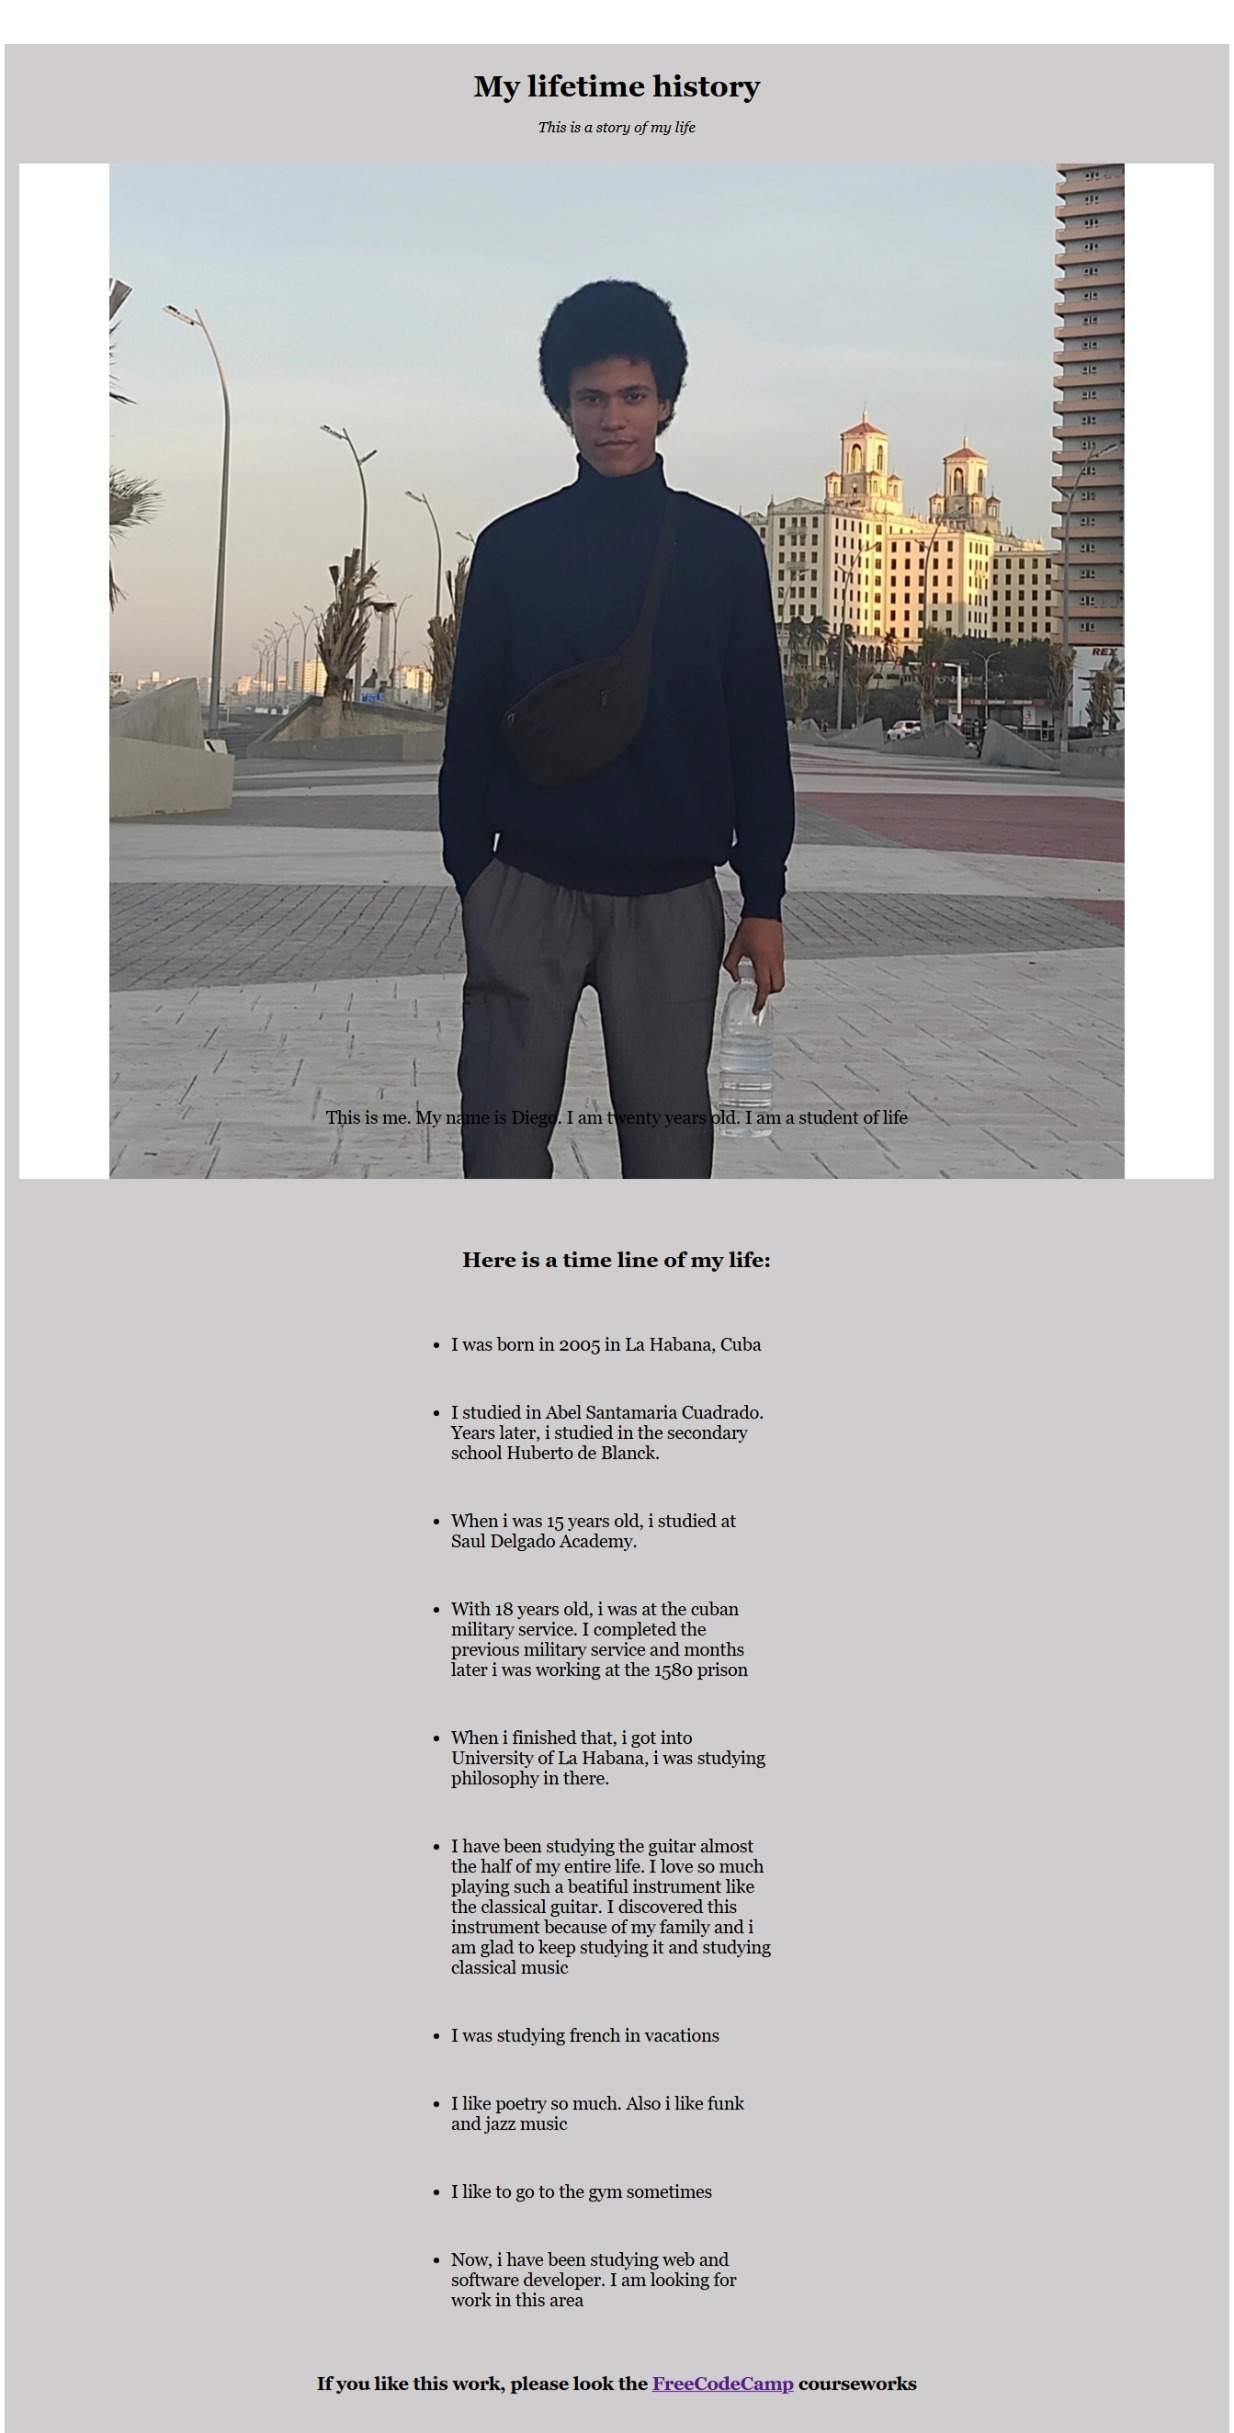 My lifetime history
This is a story of my life
REX
This is me. My name is Diego. I am twenty years old. I am a student of life
Here is a time line of my life:
• I was born in 2005 in La Habana, Cuba
• I studied in Abel Santamaria Cuadrado.
Years later, i studied in the secondary
school Huberto de Blanck.
• When i was 15 years old, i studied at
Saul Delgado Academy.
• With 18 years old, i was at the cuban
military service. I completed the
previous military service and months
later i was working at the 1580 prison
• When i finished that, i got into
University of La Habana, i was studying
philosophy in there.
• I have been studying the guitar almost
the half of my entire life. I love so much
playing such a beatiful instrument like
the classical guitar. I discovered this
instrument because of my family and i
am glad to keep studying it and studying
classical music
• I was studying french in vacations
• I like poetry so much. Also i like funk
and jazz music
• I like to go to the gym sometimes
• Now, i have been studying web and
software developer. I am looking for
work in this area
If you like this work, please look the FreeCodeCamp courseworks